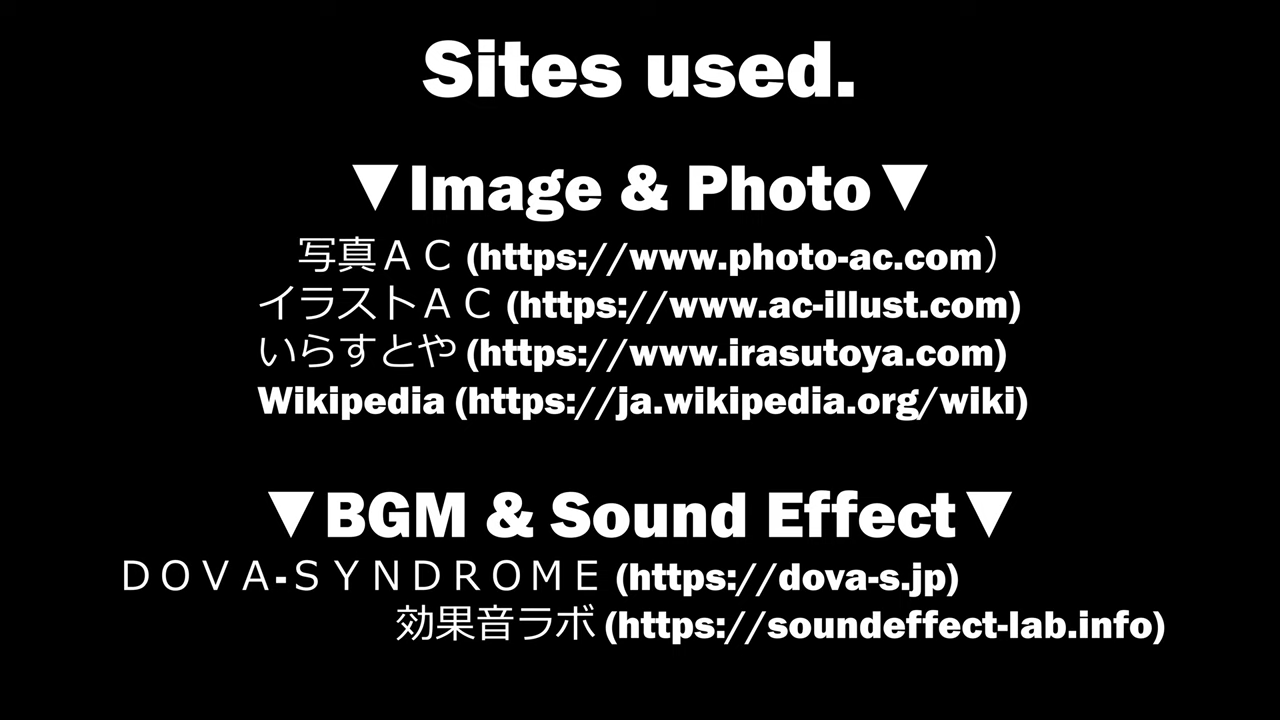 Sites used.
▼Image & Photo▼
写真ＡＣ (https://www.photo-ac.com）
イラストＡＣ (https://www.ac-illust.com)
いらすとや (https://www.irasutoya.com)
Wikipedia (https://ja.wikipedia.org/wiki)
▼BGM & Sound Effect▼
ＤＯＶＡ-ＳＹＮＤＲＯＭＥ (https://dova-s.jp)
効果音ラボ (https://soundeffect-lab.info)